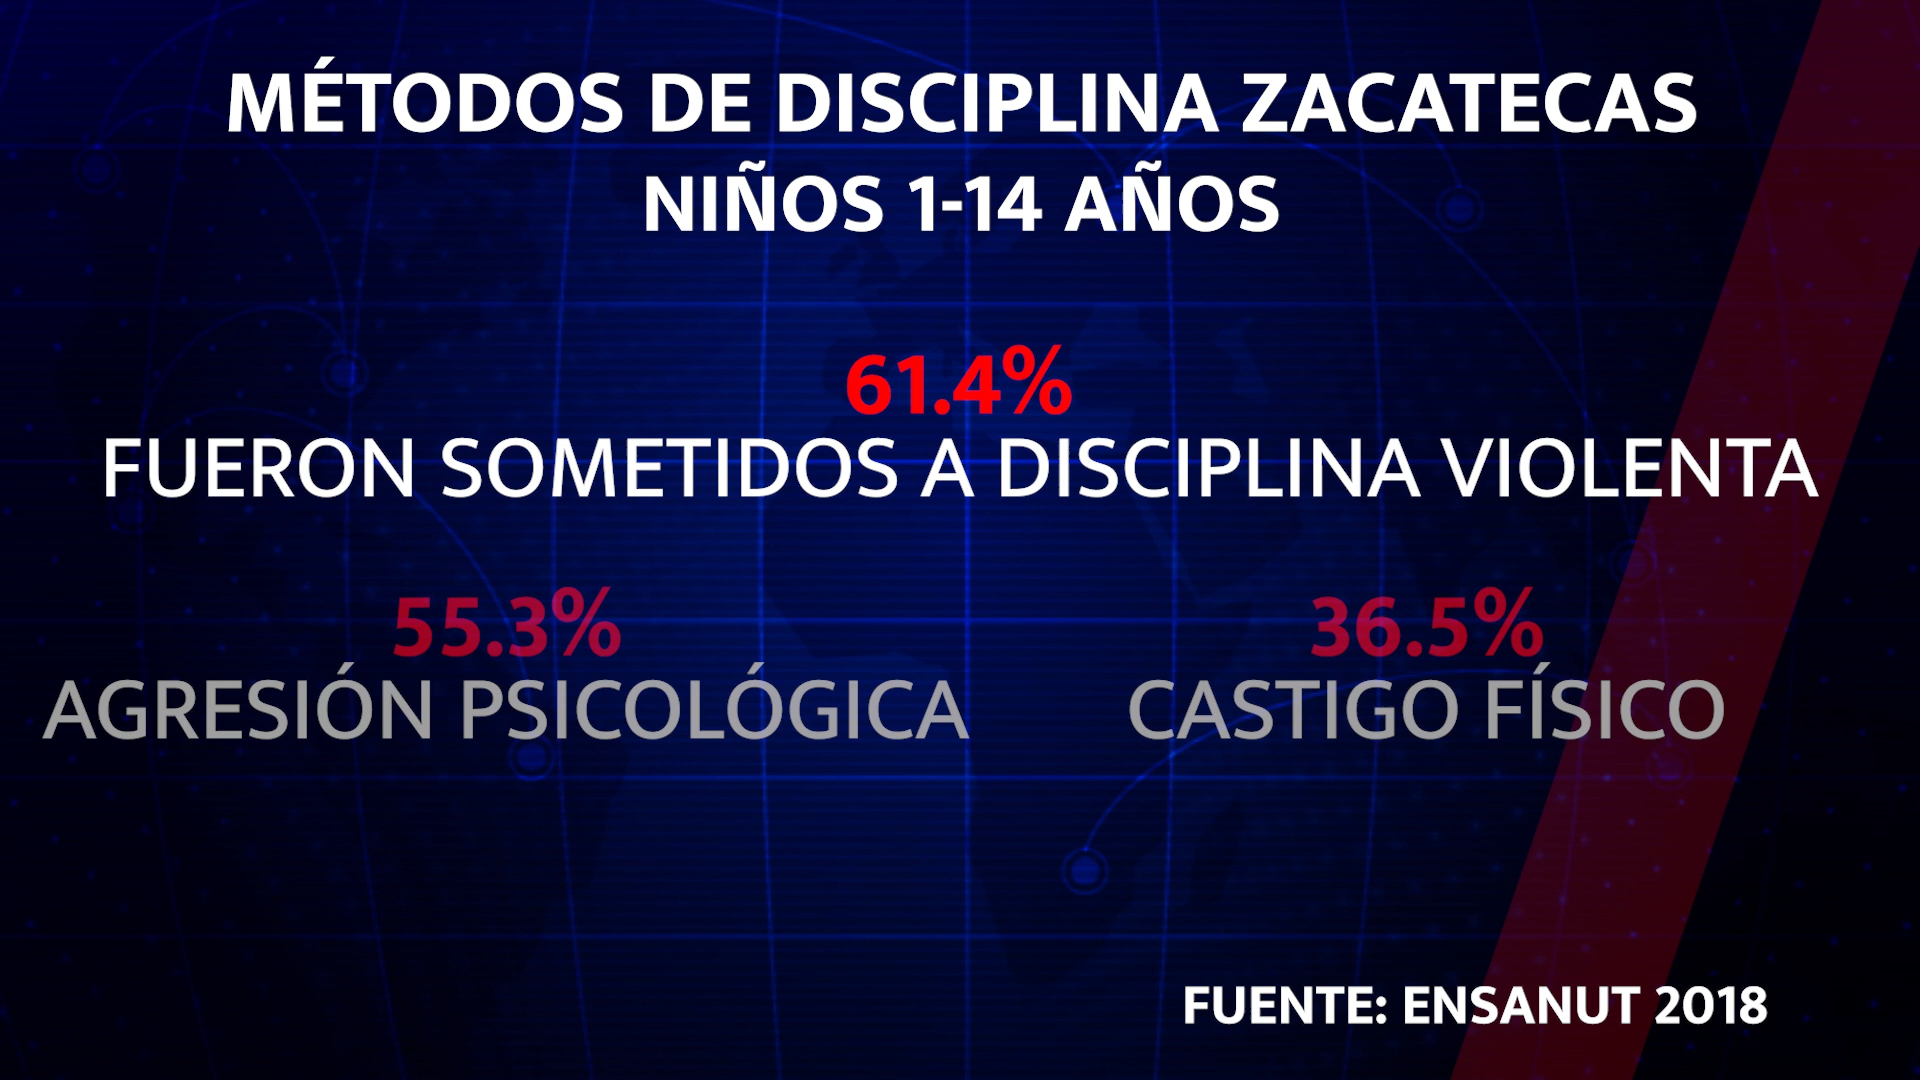 MÉTODOS DE DISCIPLINA ZACATECAS
NIÑOS 1-14 AÑOS
61.4%
FUERON SOMETIDOS A DISCIPLINA VIOLENTA
55.3%
AGRESIÓN PSICOLÓGICA
36.5%
CASTIGO FÍSICO
FUENTE: ENSANUT 2018